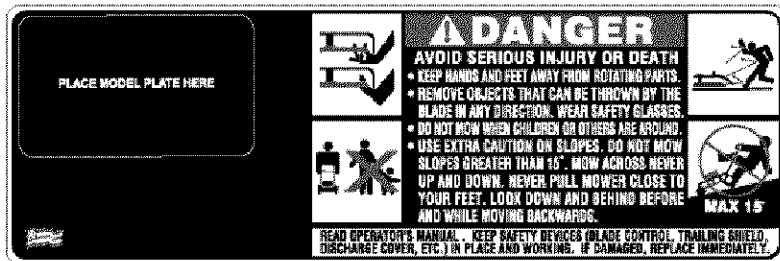 PLACE MODEL PLATE HERE
DANGER
AVOID SERIOUS INJURY OR DEATH
• KEEP HANDS AND FEET AWAY FROM ROTATING PARTS.
• REMOVE OBJECTS THAT CAN BE THROWN BY THE
BLADE IN ANY DIRECTION. WEAR SAFETY GLASSES.
• DO NOT MOW WHEN CHILDREN OR OTHERS ARE AROUND.
• USE EXTRA CAUTION ON SLOPES. DO NOT MOW
SLOPES GREATER THAN 15°. MOW ACROSS NEVER
UP AND DOWN. NEVER PULL MOWER CLOSE TO
YOUR FEET. LOOK DOWN AND BEHIND BEFORE
AND WHILE MOVING BACKWARDS.
MAX 15°
READ OPERATOR'S MANUAL. KEEP SAFETY DEVICES (BLADE CONTROL, TRAILING SHIELD,
DISCHARGE COVER, ETC.) IN PLACE AND WORKING. IF DAMAGED, REPLACE IMMEDIATELY.